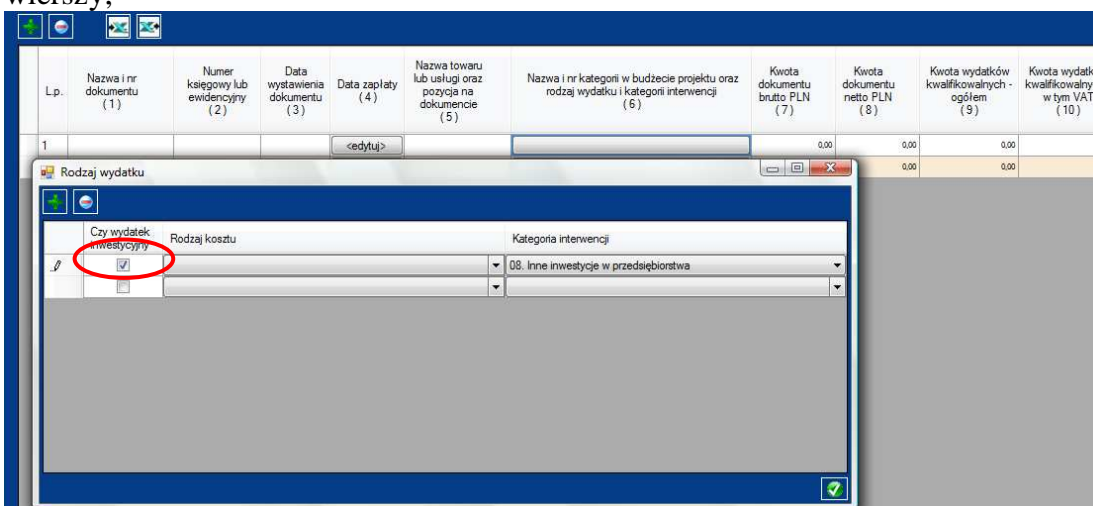 wierszy;
L.p.
Nazwa i nr
dokumentu
(1)
Numer
księgowy lub
ewidencyjny
(2)
Data
wystawienia
dokumentu
(3)
Data zapłaty
(4)
Nazwa towaru
lub usługi oraz
pozycja na
dokumencie
(5)
Nazwa i nr kategorii w budżecie projektu oraz
rodzaj wydatku i kategorii interwencji
(6)
Kwota
dokumentu
brutto PLN
(7)
Kwota
dokumentu
netto PLN
(8)
Kwota wydatków
kwalifikowalnych -
ogółem
(9)
Kwota wydatk
kwalifikowalny
w tym VAT
(10)
1 <edytuj> 0,00 0,00 0,00
0,00 0,00
Rodzaj wydatku
Czy wydatek
inwestycyjny
Rodzaj kosztu
Kategoria interwencji
08. Inne inwestycje w przedsiębiorstwa